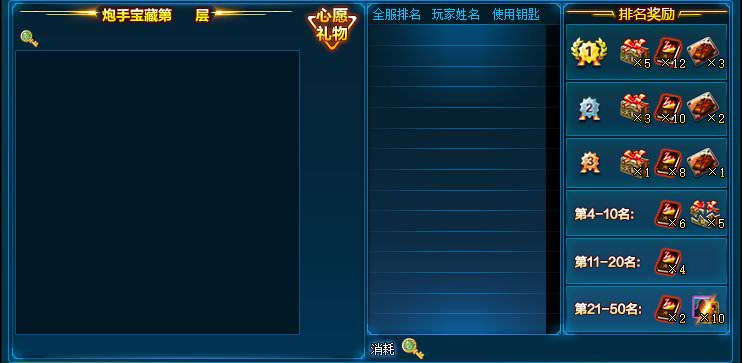 炮手宝藏第 层
心愿
礼物
全服排名 玩家姓名 使用钥匙
消耗
排名奖励
1 ×5 ×12 ×3
2 ×3 ×10 ×2
3 ×1 ×8 ×1
第4-10名: ×6 ×5
第11-20名: ×4
第21-50名: ×2 ×10